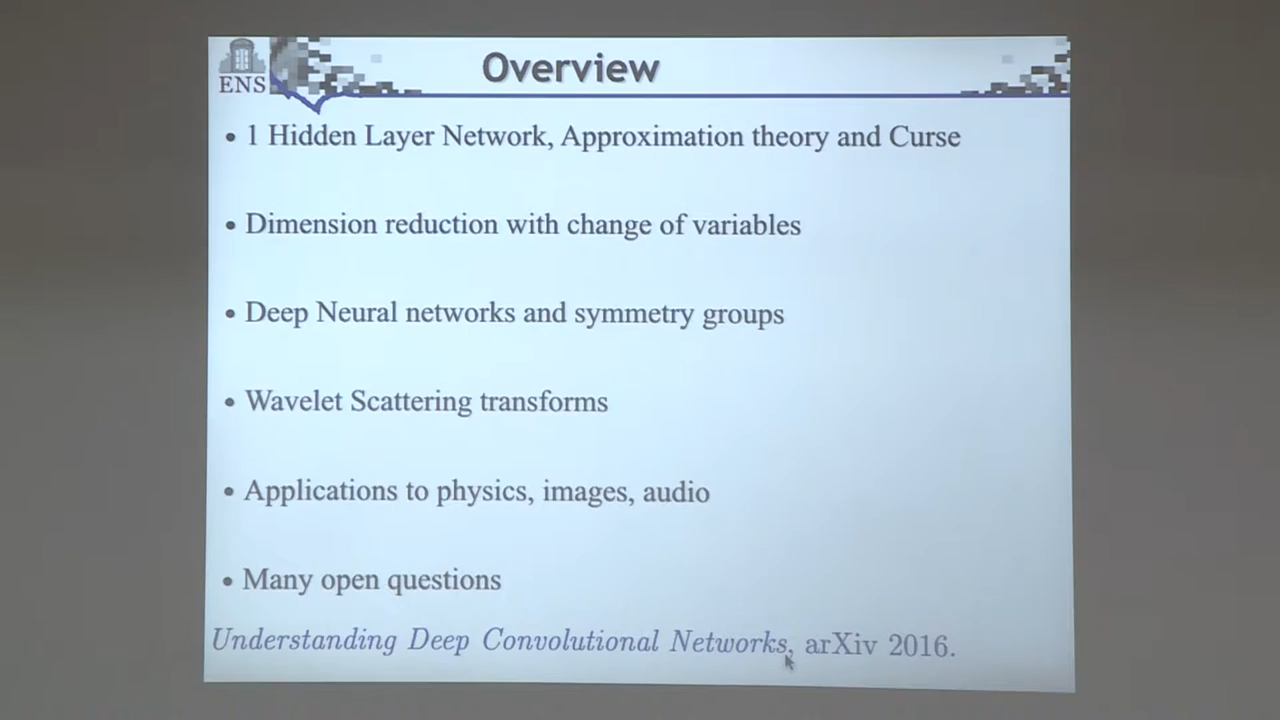 ENS
Overview
• 1 Hidden Layer Network, Approximation theory and Curse
• Dimension reduction with change of variables
• Deep Neural networks and symmetry groups
• Wavelet Scattering transforms
• Applications to physics, images, audio
• Many open questions
Understanding Deep Convolutional Networks, arXiv 2016.